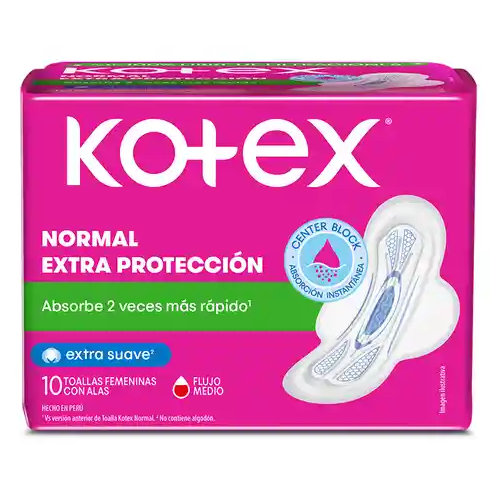 Kotex®
NORMAL
EXTRA PROTECCIÓN
Absorbe 2 veces más rápido¹
extra suave²
10 TOALLAS FEMENINAS
CON ALAS
FLUJO
MEDIO
HECHO EN PERÚ
¹ Vs versión anterior de Toalla Kotex Normal. ² No contiene algodón.
CENTER BLOCK
ABSORCIÓN INSTANTÁNEA
Imagen ilustrativa